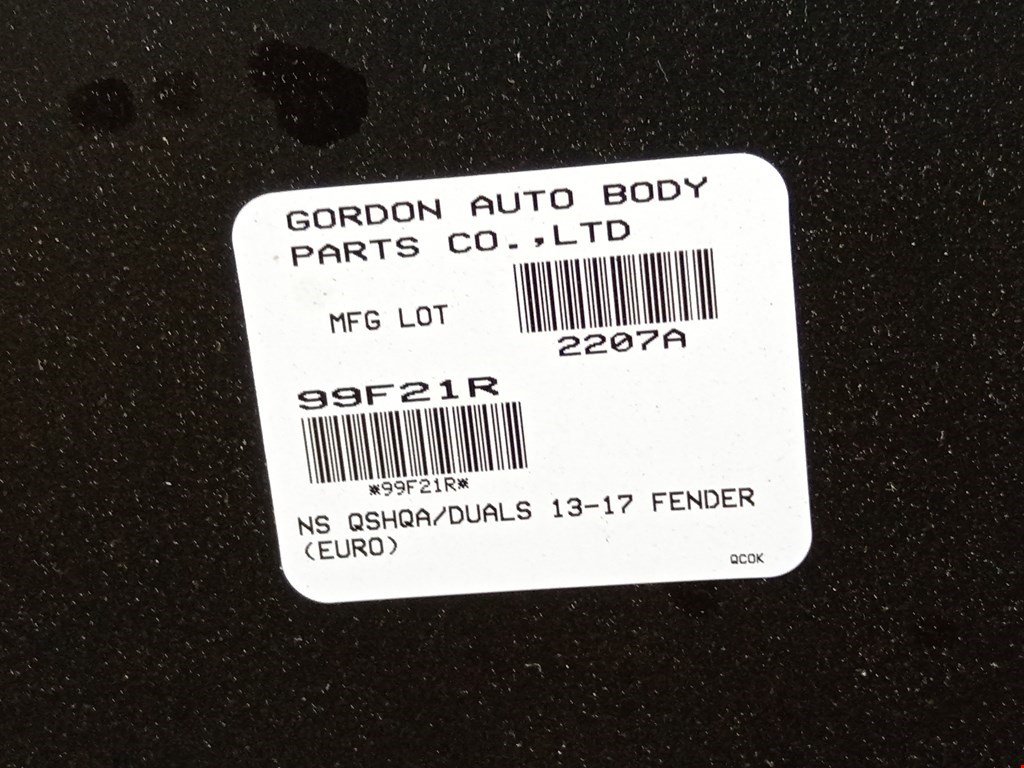 GORDON AUTO BODY
PARTS CO.,LTD
MFG LOT
2207A
99F21R
*99F21R*
NS QSHQA/DUALS 13-17 FENDER
(EURO)
QCOK